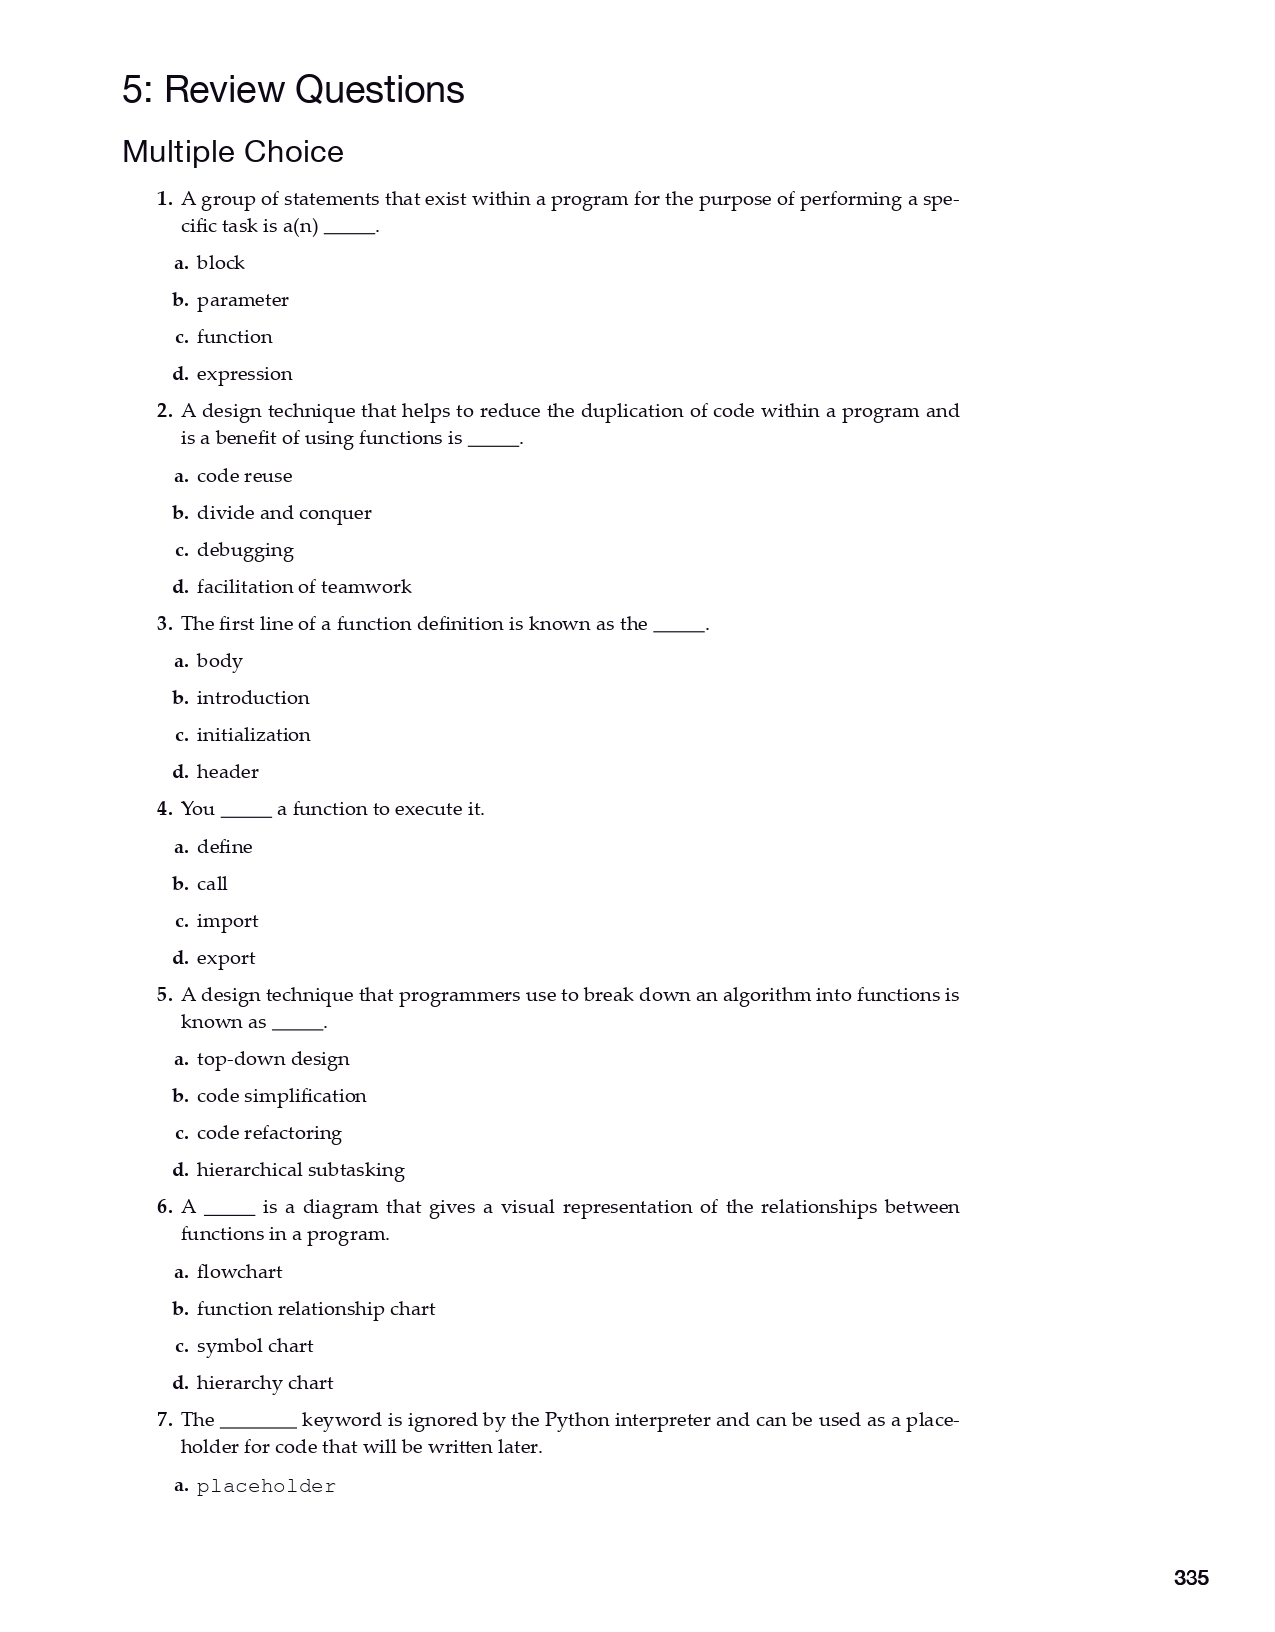 5: Review Questions
Multiple Choice
1. A group of statements that exist within a program for the purpose of performing a spe-
cific task is a(n) _____.
a. block
b. parameter
c. function
d. expression
2. A design technique that helps to reduce the duplication of code within a program and
is a benefit of using functions is _____.
a. code reuse
b. divide and conquer
c. debugging
d. facilitation of teamwork
3. The first line of a function definition is known as the _____.
a. body
b. introduction
c. initialization
d. header
4. You _____ a function to execute it.
a. define
b. call
c. import
d. export
5. A design technique that programmers use to break down an algorithm into functions is
known as _____.
a. top-down design
b. code simplification
c. code refactoring
d. hierarchical subtasking
6. A _____ is a diagram that gives a visual representation of the relationships between
functions in a program.
a. flowchart
b. function relationship chart
c. symbol chart
d. hierarchy chart
7. The ________ keyword is ignored by the Python interpreter and can be used as a place-
holder for code that will be written later.
a. placeholder
335